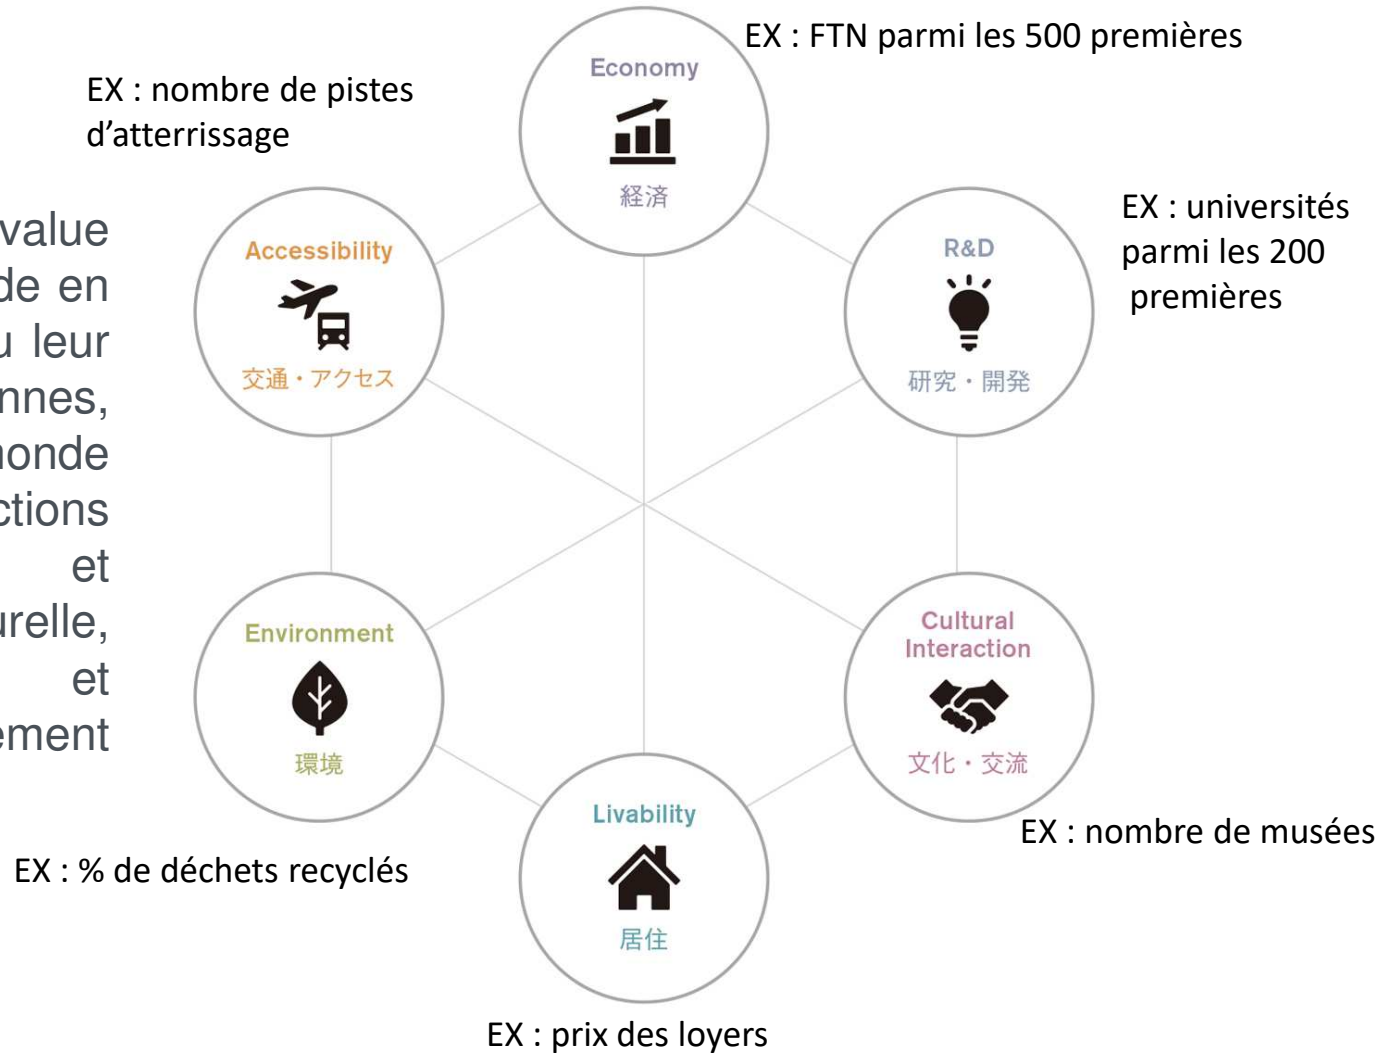 EX : FTN parmi les 500 premières
Economy
経済
EX : nombre de pistes
d’atterrissage
Accessibility
交通・アクセス
R&D
研究・開発
EX : universités
parmi les 200
premières
value
de en
u leur
nnes,
onde
ctions
et
urelle,
et
ement
Environment
環境
EX : % de déchets recyclés
Cultural
Interaction
文化・交流
EX : nombre de musées
Livability
居住
EX : prix des loyers